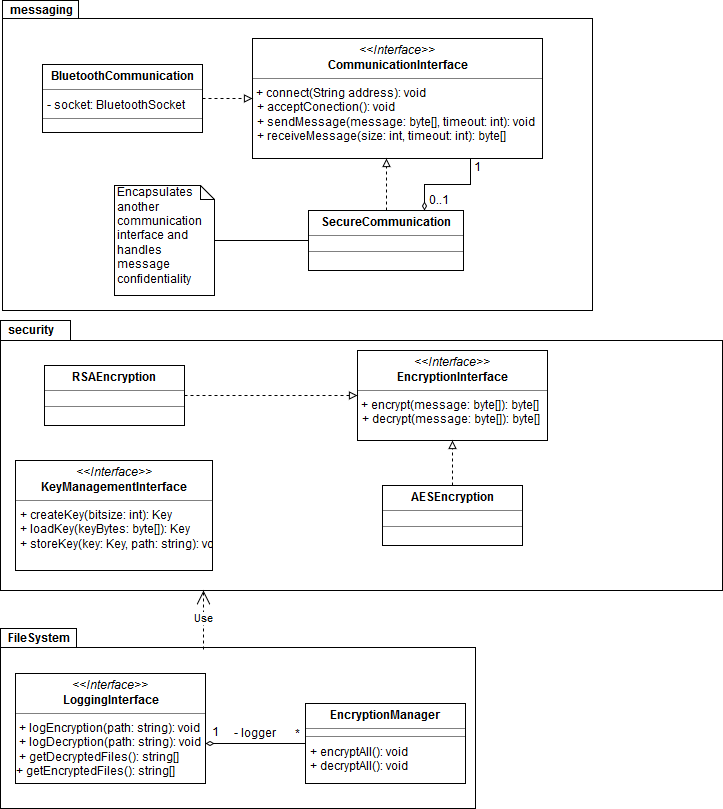 messaging
<<Interface>>
CommunicationInterface
+ connect(String address): void
+ acceptConection(): void
+ sendMessage(message: byte[], timeout: int): void
+ receiveMessage(size: int, timeout: int): byte[]
BluetoothCommunication
- socket: BluetoothSocket
1
0..1
Encapsulates
another
communication
interface and
handles
message
confidentiality
SecureCommunication
security
RSAEncryption
<<Interface>>
EncryptionInterface
+ encrypt(message: byte[]): byte[]
+ decrypt(message: byte[]): byte[]
<<Interface>>
KeyManagementInterface
+ createKey(bitsize: int): Key
+ loadKey(keyBytes: byte[]): Key
+ storeKey(key: Key, path: string): vo
AESEncryption
Use
FileSystem
<<Interface>>
LoggingInterface
+ logEncryption(path: string): void
+ logDecryption(path: string): void
+ getDecryptedFiles(): string[]
+ getEncryptedFiles(): string[]
1
- logger
*
EncryptionManager
+ encryptAll(): void
+ decryptAll(): void